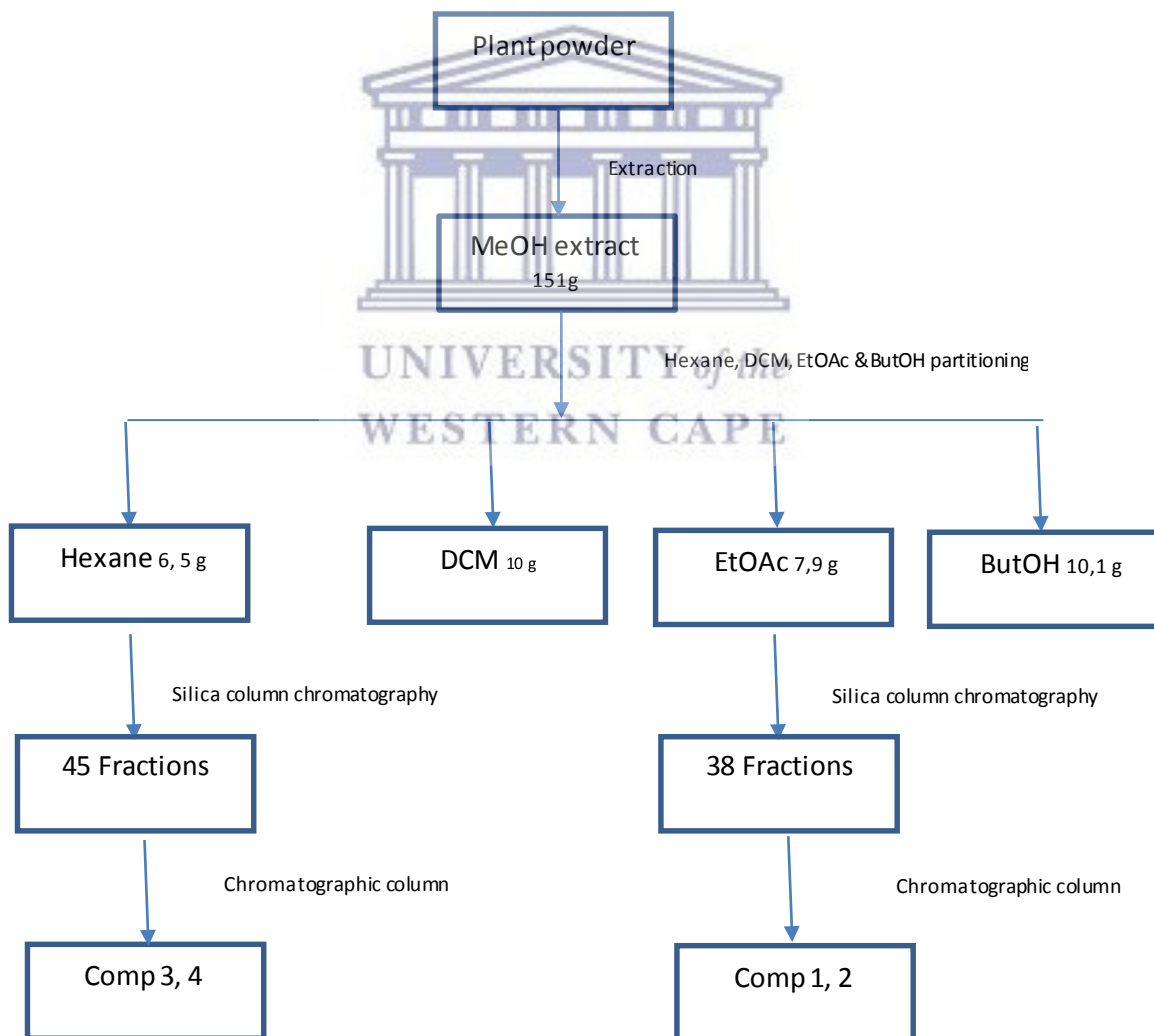 Plant powder
Extraction
MeOH extract
151g
Hexane, DCM, EtOAc & ButOH partitioning
UNIVERSITY of the
WESTERN CAPE
Hexane 6, 5 g
DCM 10 g
EtOAc 7,9 g
ButOH 10,1 g
Silica column chromatography
Silica column chromatography
45 Fractions
38 Fractions
Chromatographic column
Chromatographic column
Comp 3, 4
Comp 1, 2